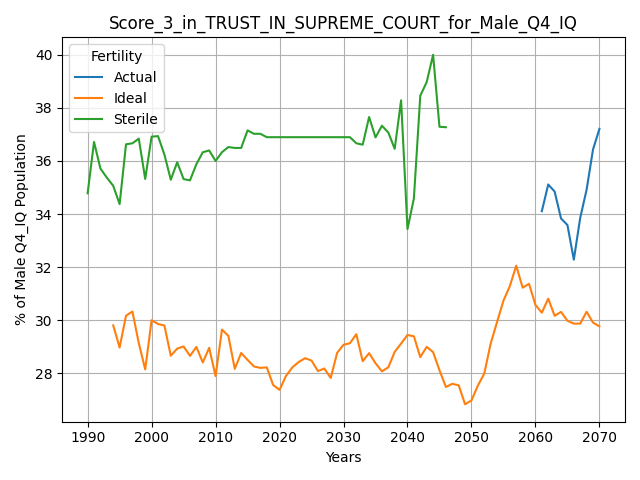 Score_3_in_TRUST_IN_SUPREME_COURT_for_Male_Q4_IQ
Fertility
Actual
Ideal
Sterile
% of Male Q4_IQ Population
40
38
36
34
32
30
28
1990 2000 2010 2020 2030 2040 2050 2060 2070
Years